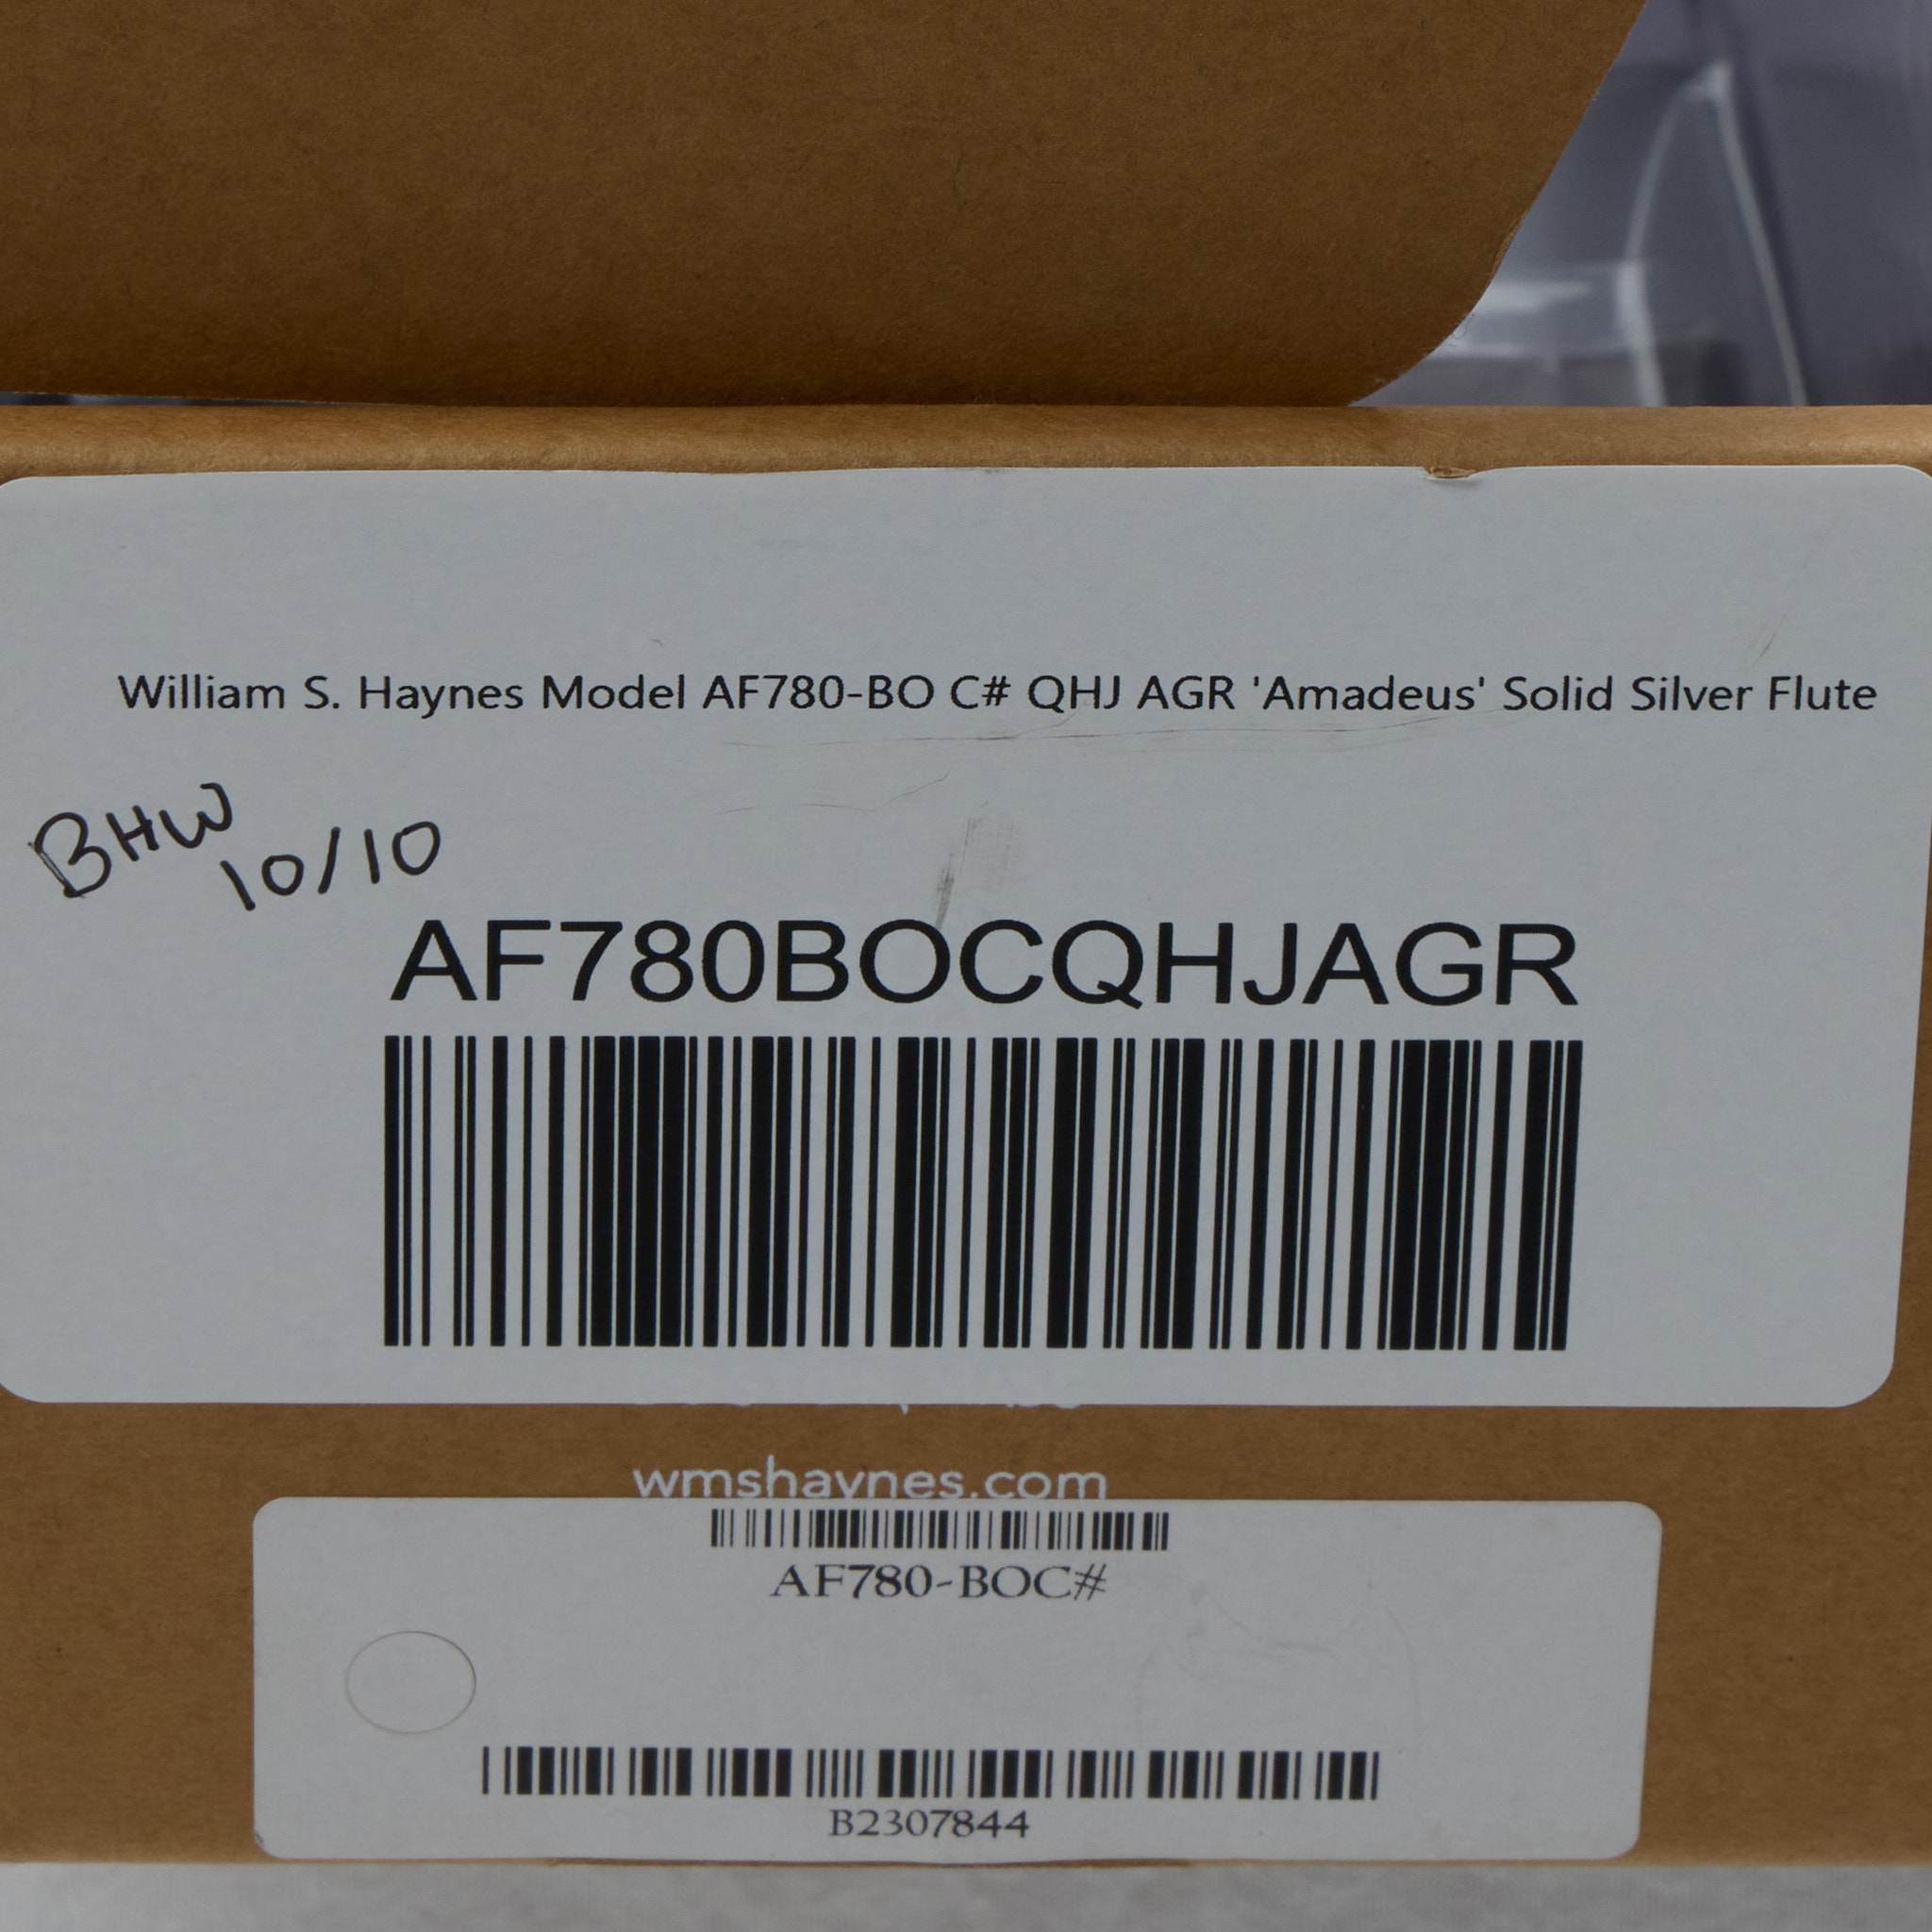 William S. Haynes Model AF780-BO C# QHJ AGR 'Amadeus' Solid Silver Flute
BHW
10/10
AF780BOCQHJAGR
wmshaynes.com
AF780-BOC#
B2307844